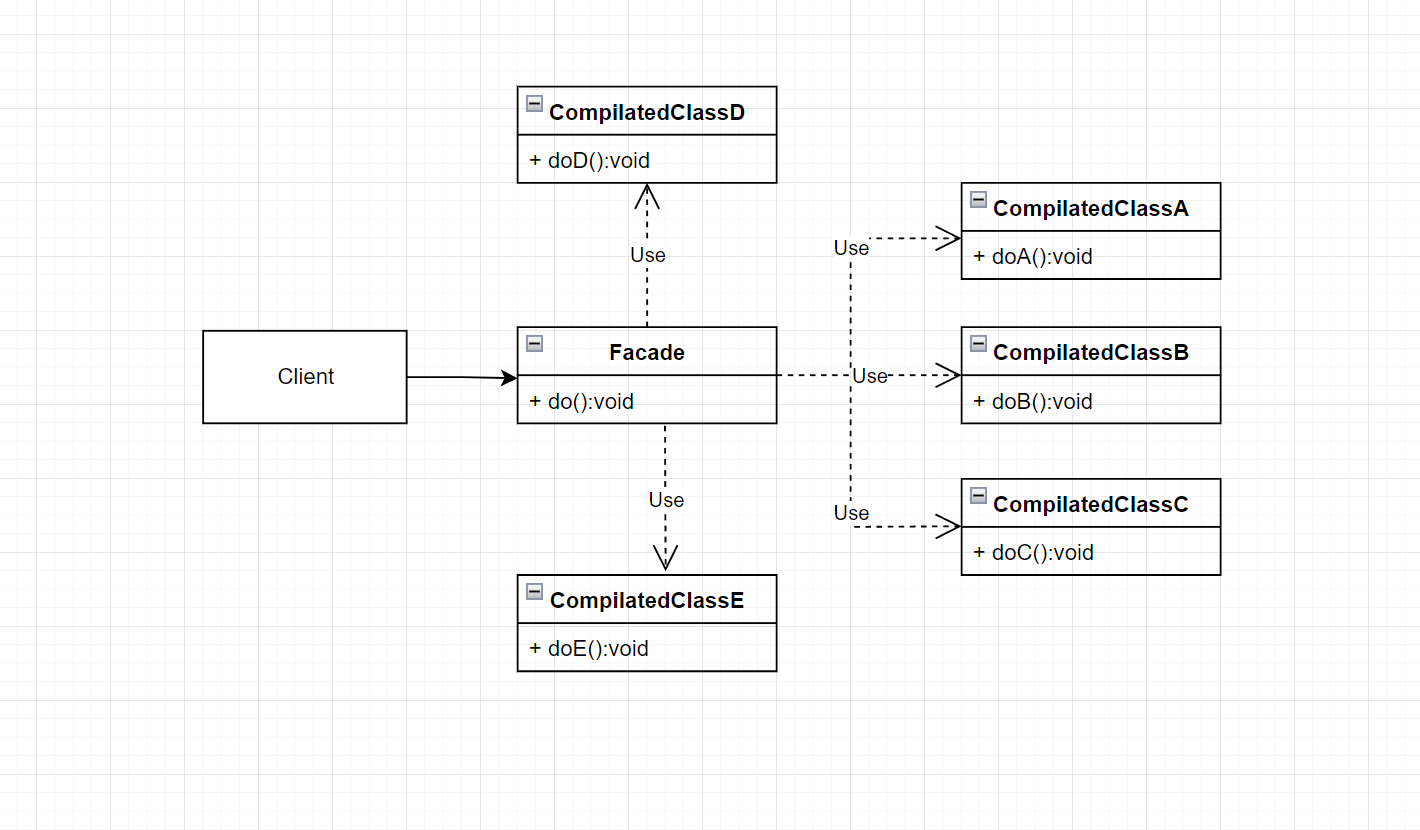 CompilatedClassD
+ doD():void
Use
CompilatedClassA
+ doA():void
Use
Client
Facade
+ do():void
Use
CompilatedClassB
+ doB():void
Use
CompilatedClassC
+ doC():void
Use
CompilatedClassE
+ doE():void